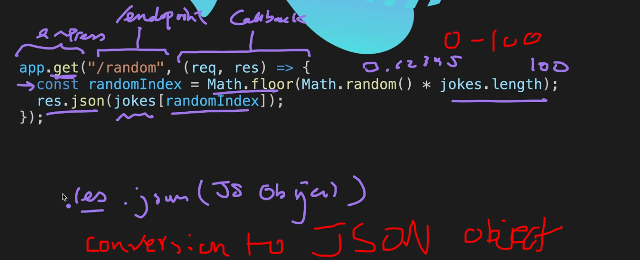 express /endpoint Callback
0-100
app.get("/random", (req, res) => { 0.12345 100
const randomIndex = Math.floor(Math.random() * jokes.length);
res.json(jokes[randomIndex]);
});
res.json(JS Object)
conversion to JSON object